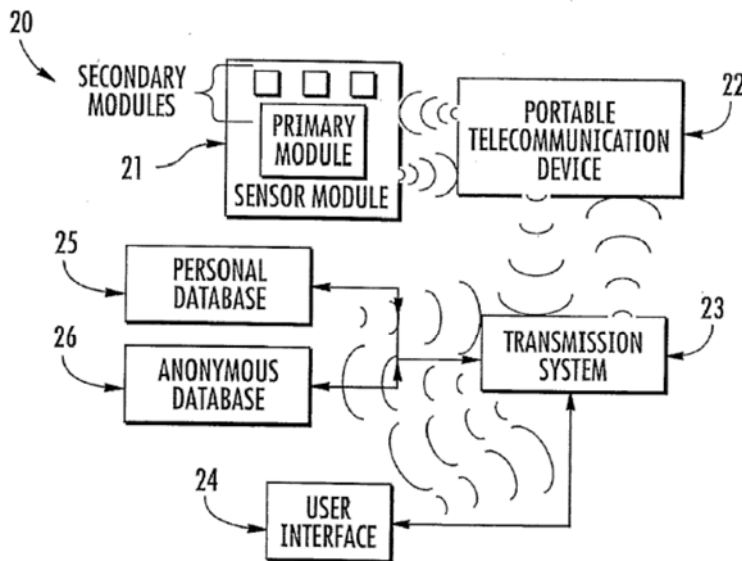 20
SECONDARY
MODULES
PRIMARY
MODULE
21
SENSOR MODULE
PORTABLE
TELECOMMUNICATION
DEVICE
22
25
PERSONAL
DATABASE
26
ANONYMOUS
DATABASE
TRANSMISSION
SYSTEM
23
24
USER
INTERFACE